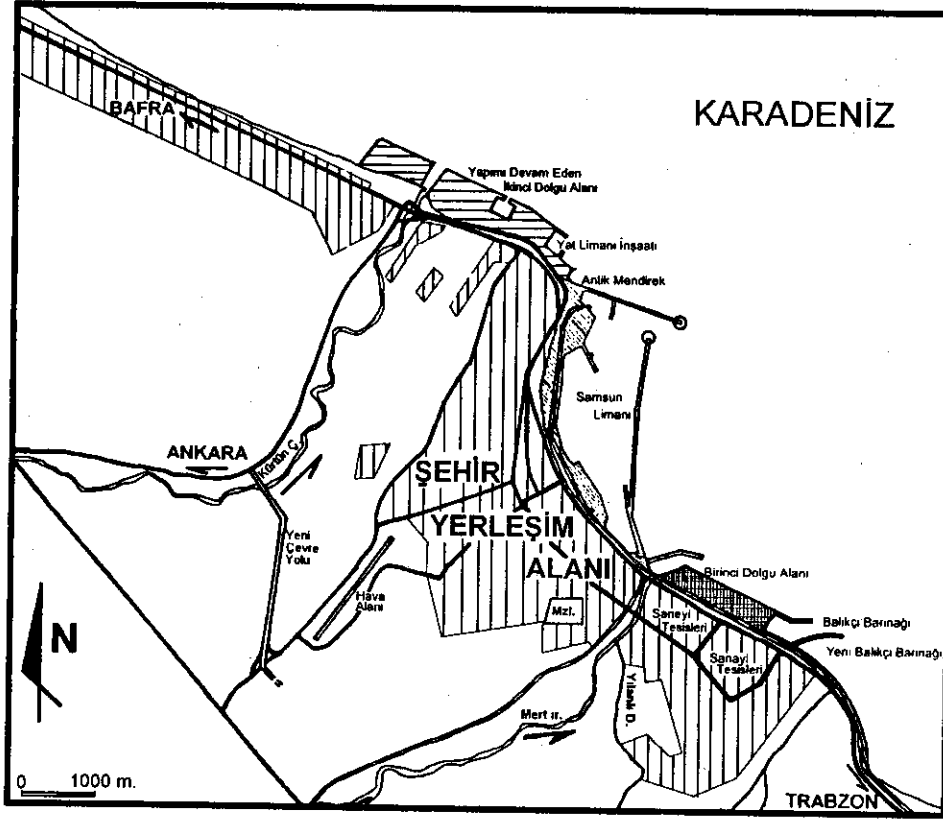 KARADENİZ
BAFRA
Yapımı Devam Eden
İkinci Dolgu Alanı
Yat Limanı İnşaatı
Antik Mendirek
Samsun
Limanı
ANKARA
Kürtün Ç.
ŞEHİR
YERLEŞİM
ALANI
Yeni
Çevre
Yolu
Hava
Alanı
Birinci Dolgu Alanı
Mzl.
Sanayi
Tesisleri
Balıkçı Barınağı
Sanayi
Tesisleri
Yeni Balıkçı Barınağı
N
Mert ır.
Yılanlı D.
0 1000 m.
TRABZON